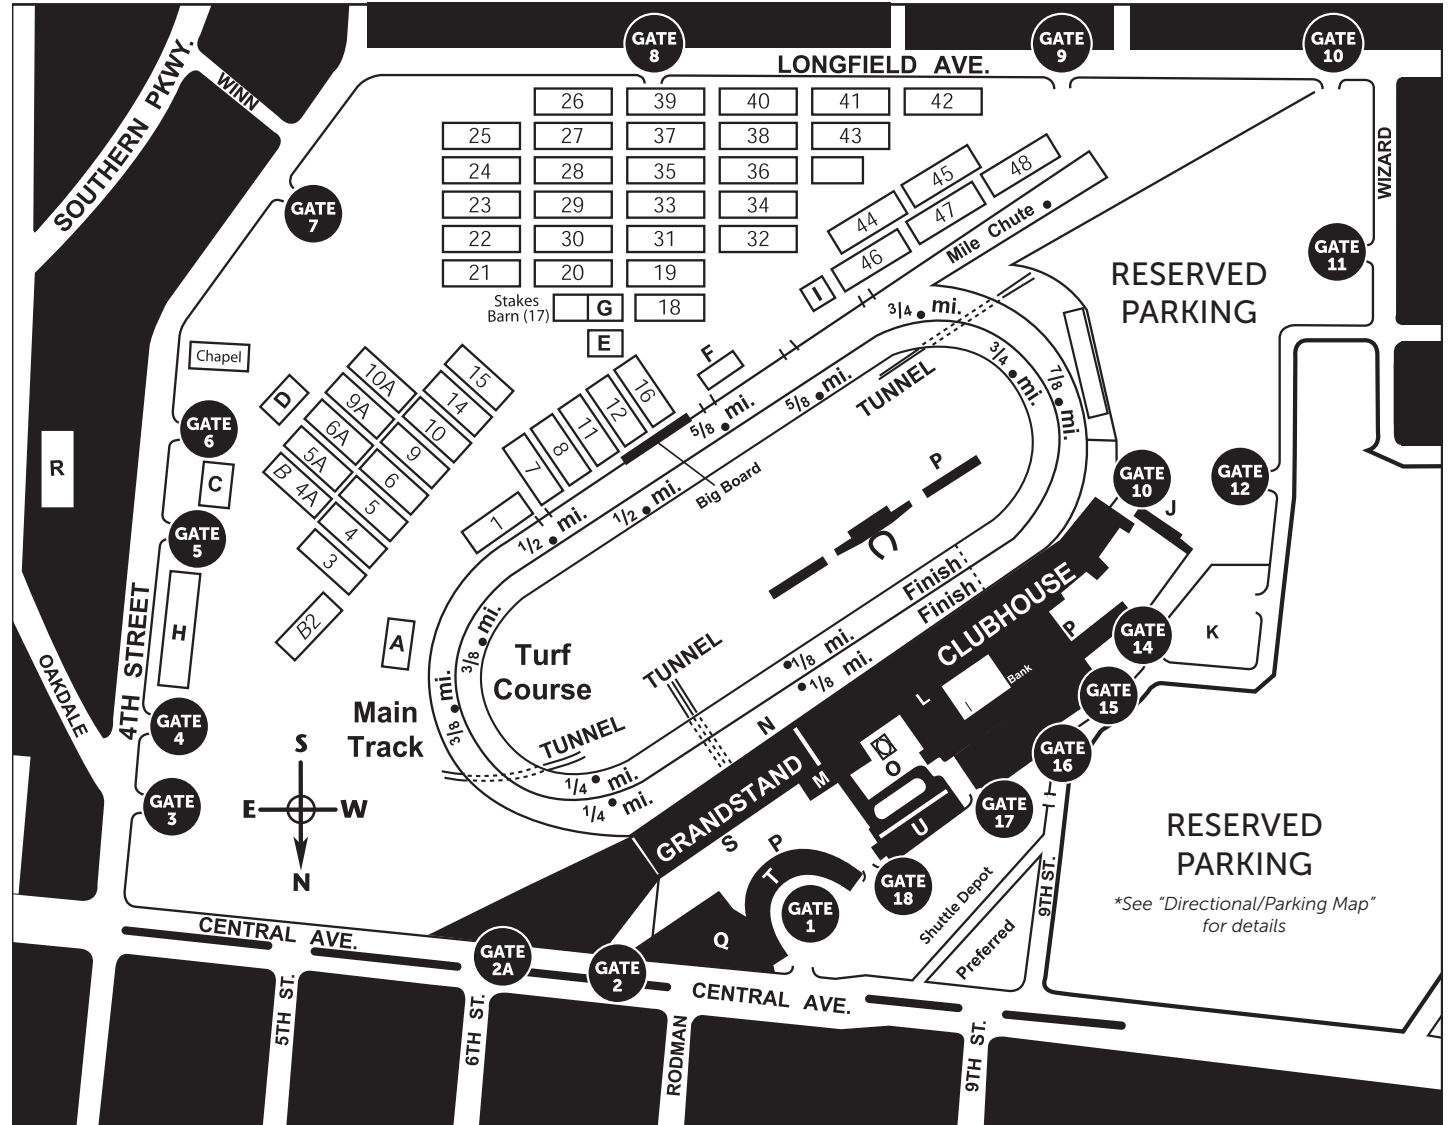 GATE
8
GATE
9
GATE
10
LONGFIELD AVE.
SOUTHERN PKWY.
WINN
WIZARD
26
39
40
41
42
25
27
37
38
43
24
28
35
36
23
29
33
34
22
30
31
32
21
20
19
Stakes
Barn (17)
G
18
E
44
45
46
47
48
Mile Chute
I
GATE
7
GATE
11
RESERVED
PARKING
Chapel
D
10A
9A
6A
5A
B 4A
15
14
10
9
6
5
4
3
B2
F
16
12
11
8
7
1
Big Board
3/4 mi.
3/4 mi.
7/8 mi.
5/8 mi.
5/8 mi.
1/2 mi.
1/2 mi.
3/8 mi.
3/8 mi.
TUNNEL
P
C
GATE
6
R
C
GATE
5
H
A
4TH STREET
OAKDALE
GATE
4
GATE
3
GATE
10
J
GATE
12
Finish
Finish
CLUBHOUSE
P
GATE
14
K
Turf
Course
Main
Track
TUNNEL
TUNNEL
1/8 mi.
1/8 mi.
1/4 mi.
1/4 mi.
N
L
I
Bank
GATE
15
GATE
16
GATE
17
GATE
18
M
O
U
GRANDSTAND
S P
T
GATE
1
Q
S
E W
N
RESERVED
PARKING
*See “Directional/Parking Map”
for details
Shuttle Depot
Preferred
9TH ST.
CENTRAL AVE.
GATE
2A
GATE
2
CENTRAL AVE.
5TH ST.
6TH ST.
RODMAN
9TH ST.